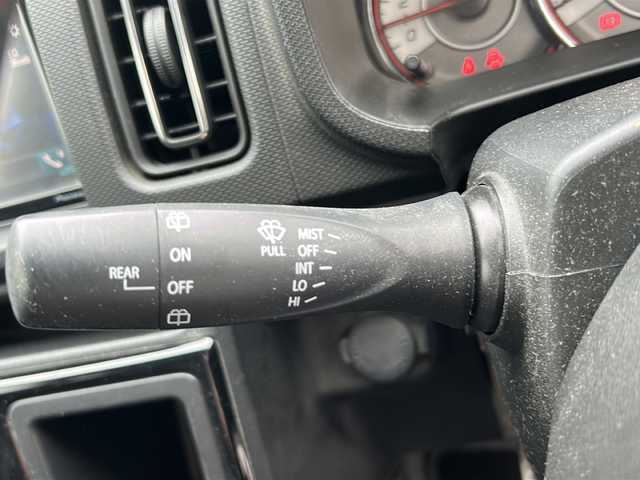 ON
REAR
OFF
PULL
MIST
OFF
INT
LO
HI